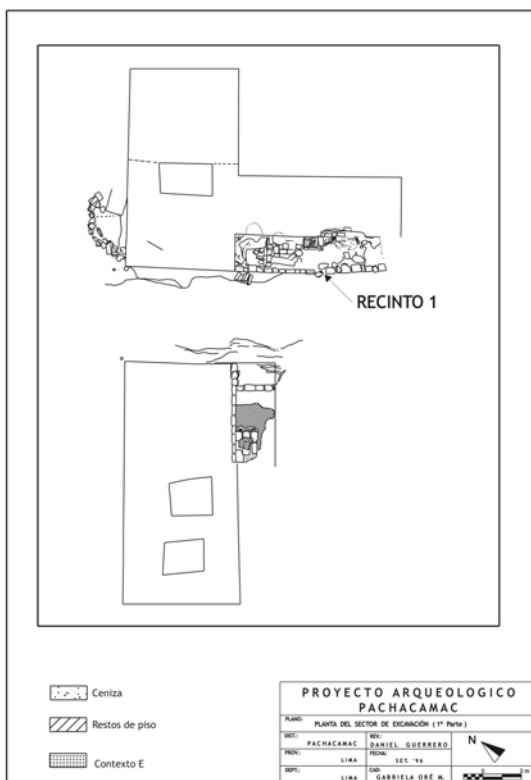 RECINTO 1
Ceniza
Restos de piso
Contexto E
PROYECTO ARQUEOLOGICO
PACHACAMAC
PLANO: PLANTA DEL SECTOR DE EXCAVACIÓN ( 1ª Parte )
DIST.: PACHACAMAC REV.: DANIEL GUERRERO
PROV.: LIMA FECHA: SET. '96
DEPT.: LIMA CAD: GABRIELA ORÉ M.
N
0 2 m